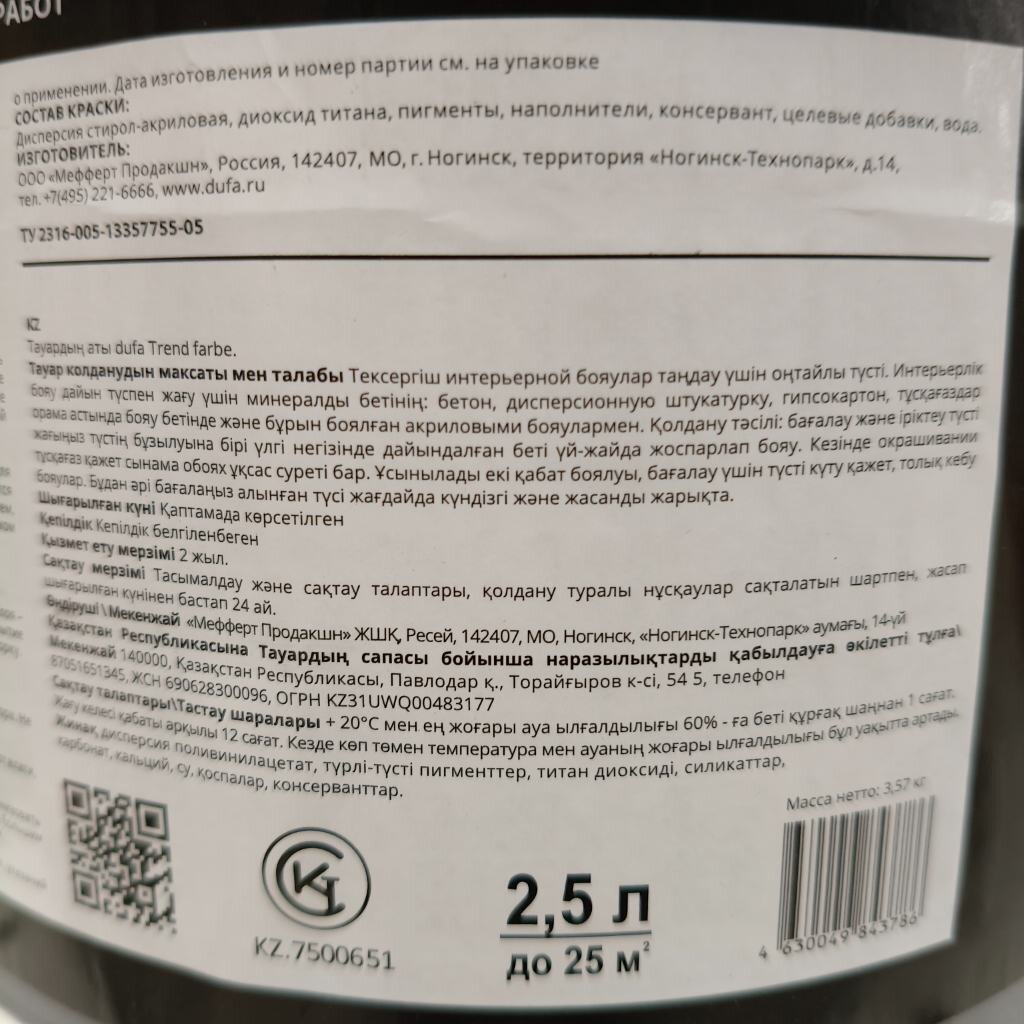 РАБОТ
о применении. Дата изготовления и номер партии см. на упаковке
СОСТАВ КРАСКИ:
Дисперсия стирол-акриловая, диоксид титана, пигменты, наполнители, консервант, целевые добавки, вода.
ИЗГОТОВИТЕЛЬ:
ООО «Мефферт Продакшн», Россия, 142407, МО, г. Ногинск, территория «Ногинск-Технопарк», д.14,
тел. +7(495) 221-6666, www.dufa.ru
ТУ 2316-005-13357755-05
KZ
Тауардың аты dufa Trend farbe.
Тауар колданудын максаты мен талабы Тексергіш интерьерной бояулар таңдау үшін оңтайлы түсті. Интерьерлік
бояу дайын түспен жағу үшін минералды бетінің: бетон, дисперсионную штукатурку, гипсокартон, тұсқағаздар
орама астында бояу бетінде және бұрын боялған акриловыми бояулармен. Қолдану тәсілі: бағалау және іріктеу түсті
жағыңыз түстің бұзылуына бірі үлгі негізінде дайындалған беті үй-жайда жоспарлап бояу. Кезінде окрашивании
тұсқағаз қажет сынама обоях ұқсас суреті бар. Ұсынылады екі қабат боялуы, бағалау үшін түсті күту қажет, толық кебу
бояулар. Бұдан әрі бағалаңыз алынған түсі жағдайда күндізгі және жасанды жарықта.
Шығарылған күні Қаптамада көрсетілген
Кепілдік Кепілдік белгіленбеген
Қызмет ету мерзімі 2 жыл.
Сақтау мерзімі Тасымалдау және сақтау талаптары, қолдану туралы нұсқаулар сақталатын шартпен, жасап
шығарылған күнінен бастап 24 ай.
Өндіруші \ Мекенжай «Мефферт Продакшн» ЖШҚ, Ресей, 142407, МО, Ногинск, «Ногинск-Технопарк» аумағы, 14-үй
Қазақстан Республикасына Тауардың сапасы бойынша наразылықтарды қабылдауға өкілетті тұлға\
Мекенжай 140000, Қазақстан Республикасы, Павлодар қ., Торайғыров к-сі, 54 5, телефон
87051651345, ЖСН 690628300096, ОГРН KZ31UWQ00483177
Сақтау талаптары\Тастау шаралары + 20°С мен ең жоғары ауа ылғалдылығы 60% - ға беті құрғақ шаңнан 1 сағат.
Жағу келесі қабаты арқылы 12 сағат. Кезде көп төмен температура мен ауаның жоғары ылғалдылығы бұл уақытта артады.
Жинақ дисперсия поливинилацетат, түрлі-түсті пигменттер, титан диоксиді, силикаттар,
карбонат, кальций, су, қоспалар, консерванттар.
Масса нетто: 3,57 кг
KZ.7500651
2,5 л
до 25 м²
4 630049 843786